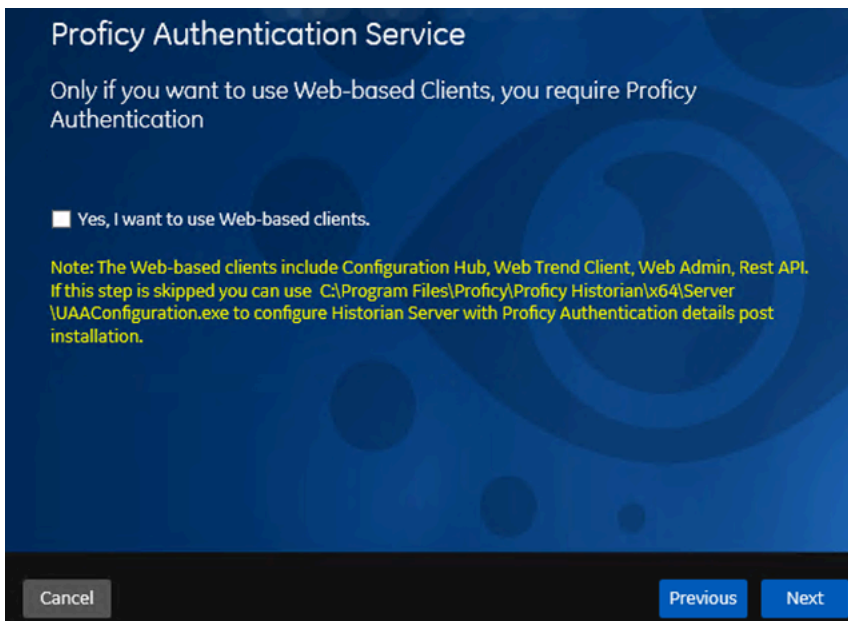 Proficy Authentication Service
Only if you want to use Web-based Clients, you require Proficy
Authentication
Yes, I want to use Web-based clients.
Note: The Web-based clients include Configuration Hub, Web Trend Client, Web Admin, Rest API.
If this step is skipped you can use C:\Program Files\Proficy\Proficy Historian\x64\Server
\UAAConfiguration.exe to configure Historian Server with Proficy Authentication details post
installation.
Cancel
Previous
Next